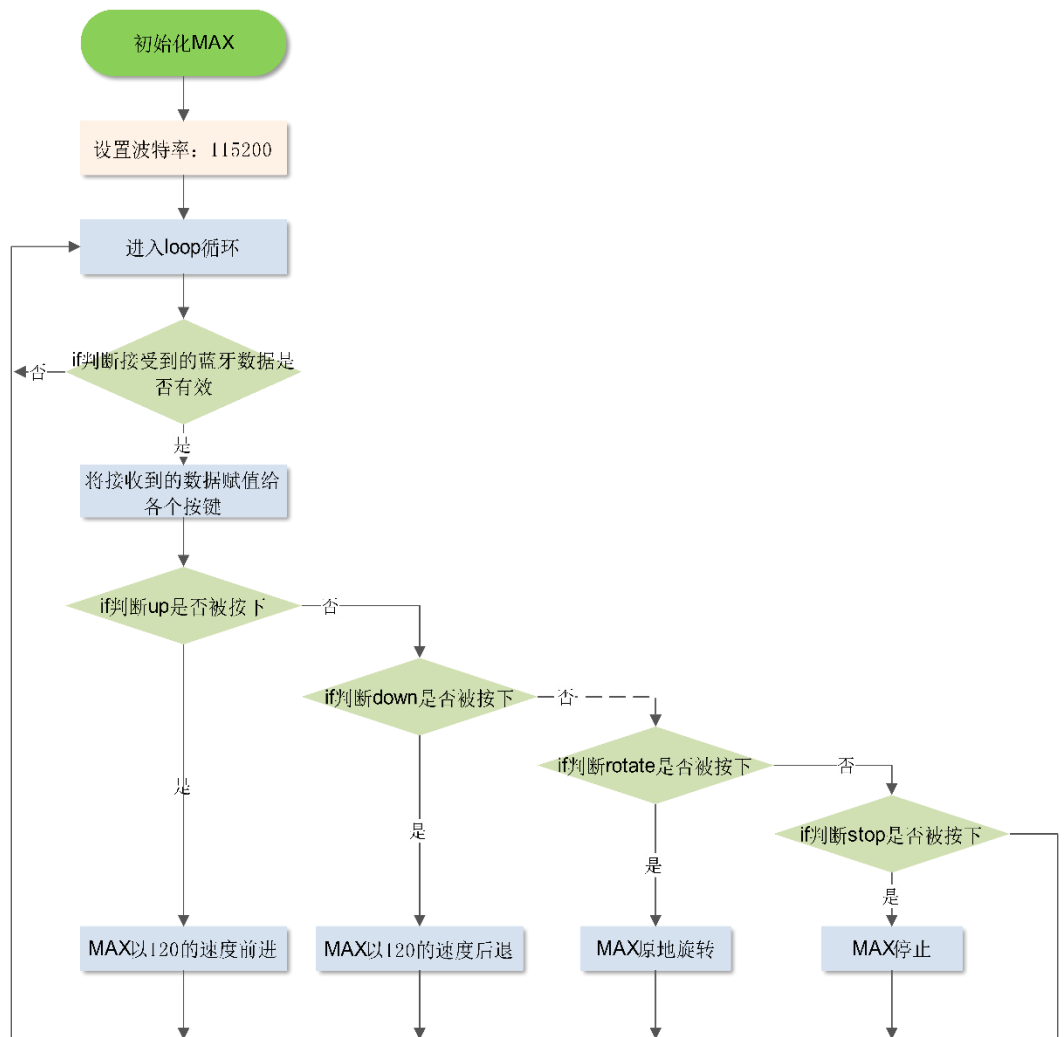 初始化MAX
设置波特率：115200
进入loop循环
if判断接受到的蓝牙数据是
否有效
否
是
将接收到的数据赋值给
各个按键
if判断up是否被按下
否
if判断down是否被按下
否
if判断rotate是否被按下
否
if判断stop是否被按下
是
是
是
是
MAX以120的速度前进
MAX以120的速度后退
MAX原地旋转
MAX停止